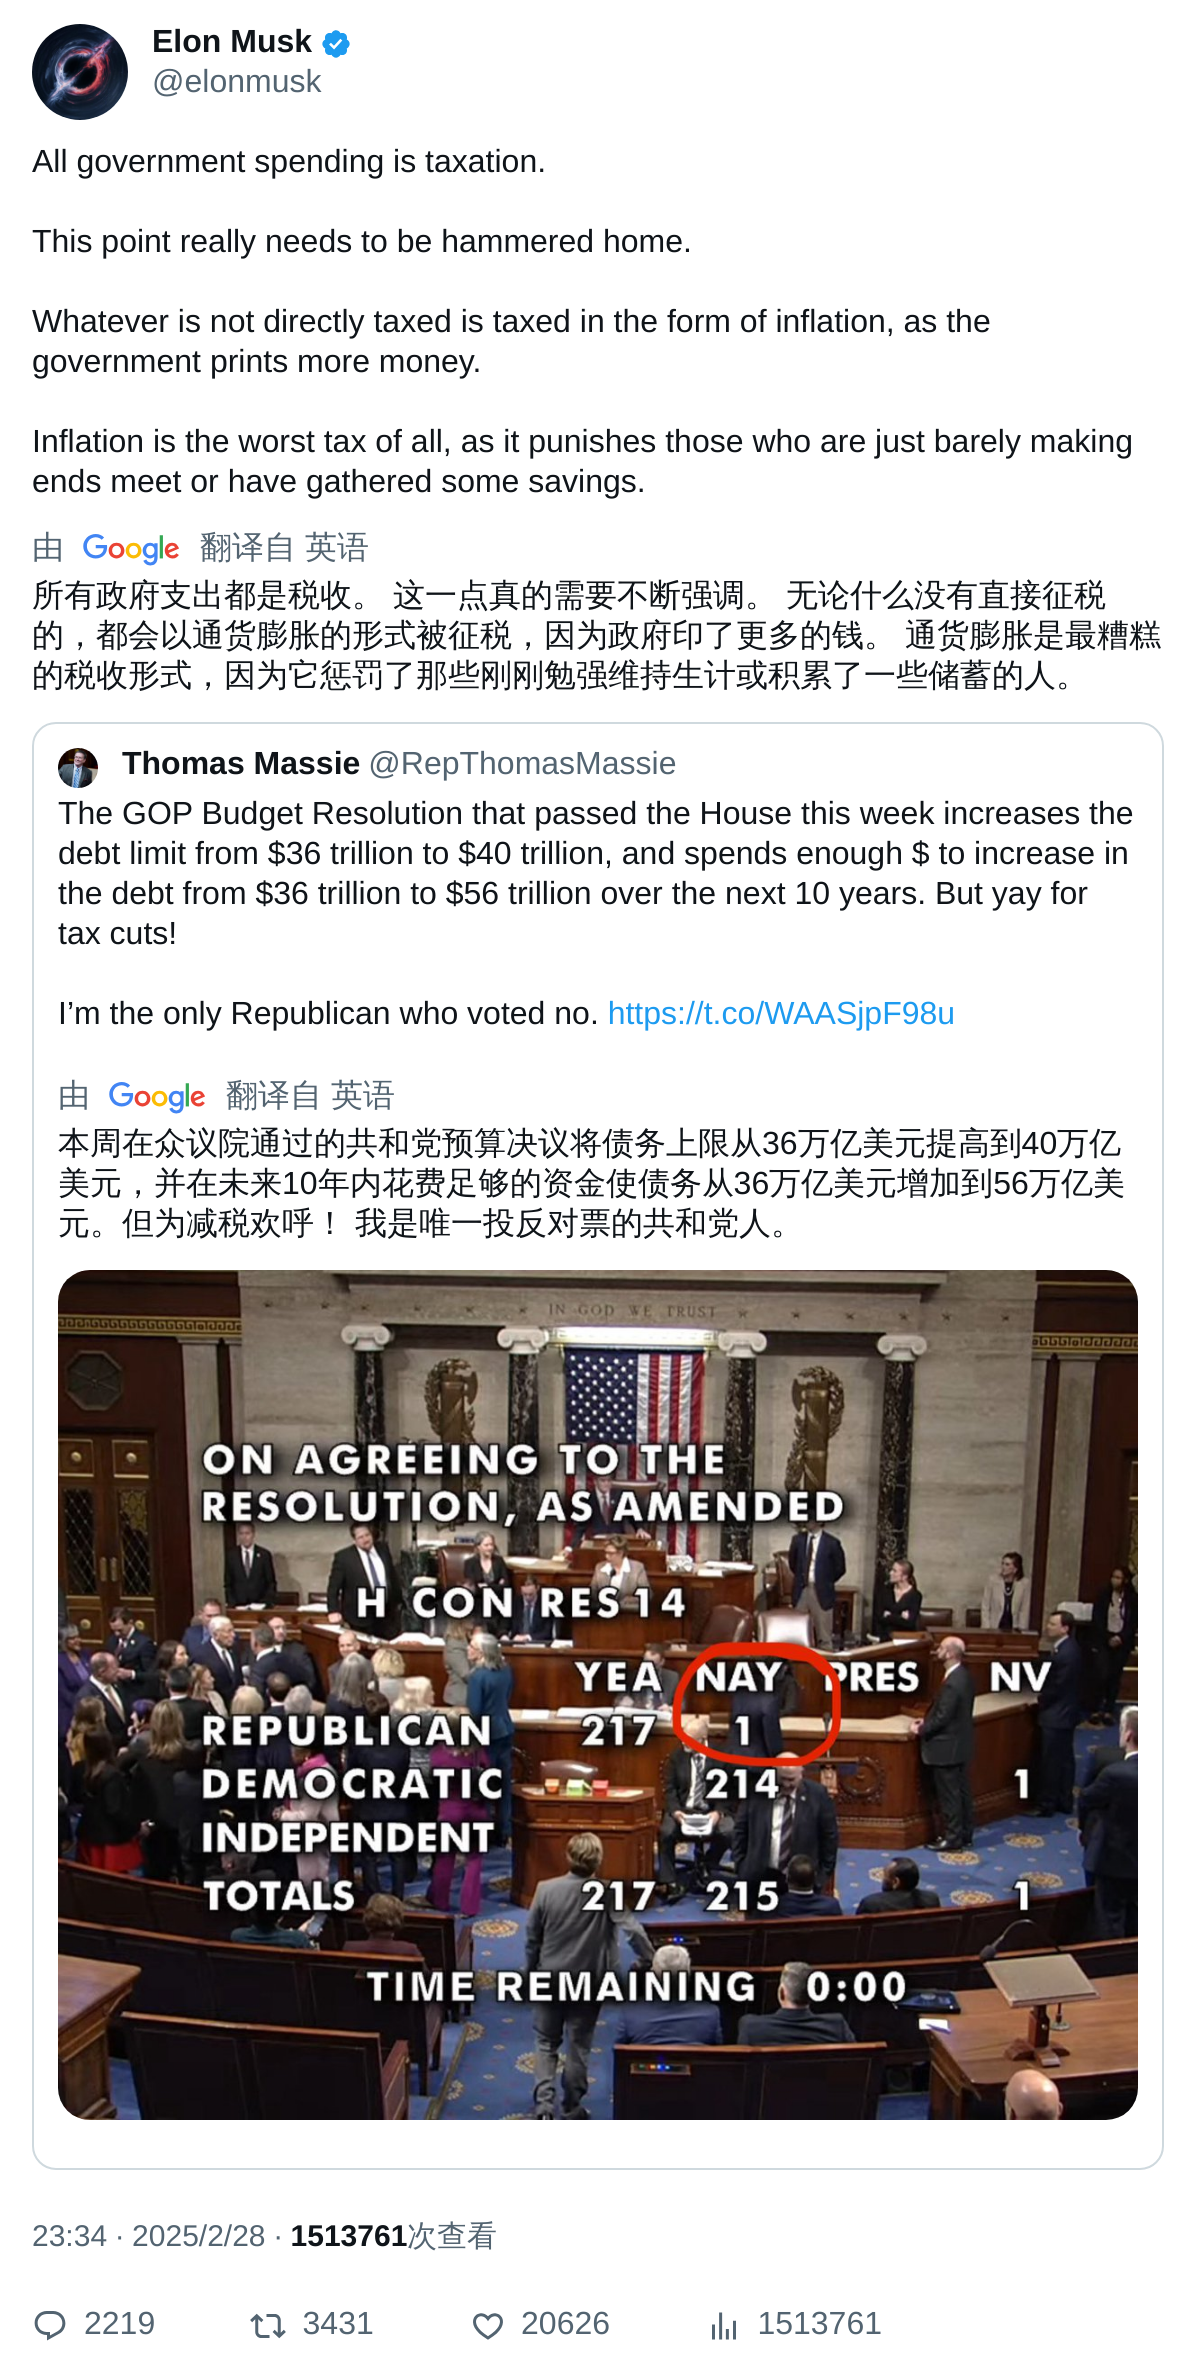 Elon Musk
@elonmusk
All government spending is taxation.
This point really needs to be hammered home.
Whatever is not directly taxed is taxed in the form of inflation, as the
government prints more money.
Inflation is the worst tax of all, as it punishes those who are just barely making
ends meet or have gathered some savings.
由 Google 翻译自 英语
所有政府支出都是税收。 这一点真的需要不断强调。 无论什么没有直接征税
的，都会以通货膨胀的形式被征税，因为政府印了更多的钱。 通货膨胀是最糟糕
的税收形式，因为它惩罚了那些刚刚勉强维持生计或积累了一些储蓄的人。
Thomas Massie @RepThomasMassie
The GOP Budget Resolution that passed the House this week increases the
debt limit from $36 trillion to $40 trillion, and spends enough $ to increase in
the debt from $36 trillion to $56 trillion over the next 10 years. But yay for
tax cuts!
I’m the only Republican who voted no. https://t.co/WAASjpF98u
由 Google 翻译自 英语
本周在众议院通过的共和党预算决议将债务上限从36万亿美元提高到40万亿
美元，并在未来10年内花费足够的资金使债务从36万亿美元增加到56万亿美
元。但为减税欢呼！ 我是唯一投反对票的共和党人。
IN GOD WE TRUST
ON AGREEING TO THE
RESOLUTION, AS AMENDED
H CON RES 14
YEA NAY PRES NV
REPUBLICAN 217 1
DEMOCRATIC 214 1
INDEPENDENT
TOTALS 217 215 1
TIME REMAINING 0:00
23:34 · 2025/2/28 · 1513761次查看
2219 3431 20626 1513761